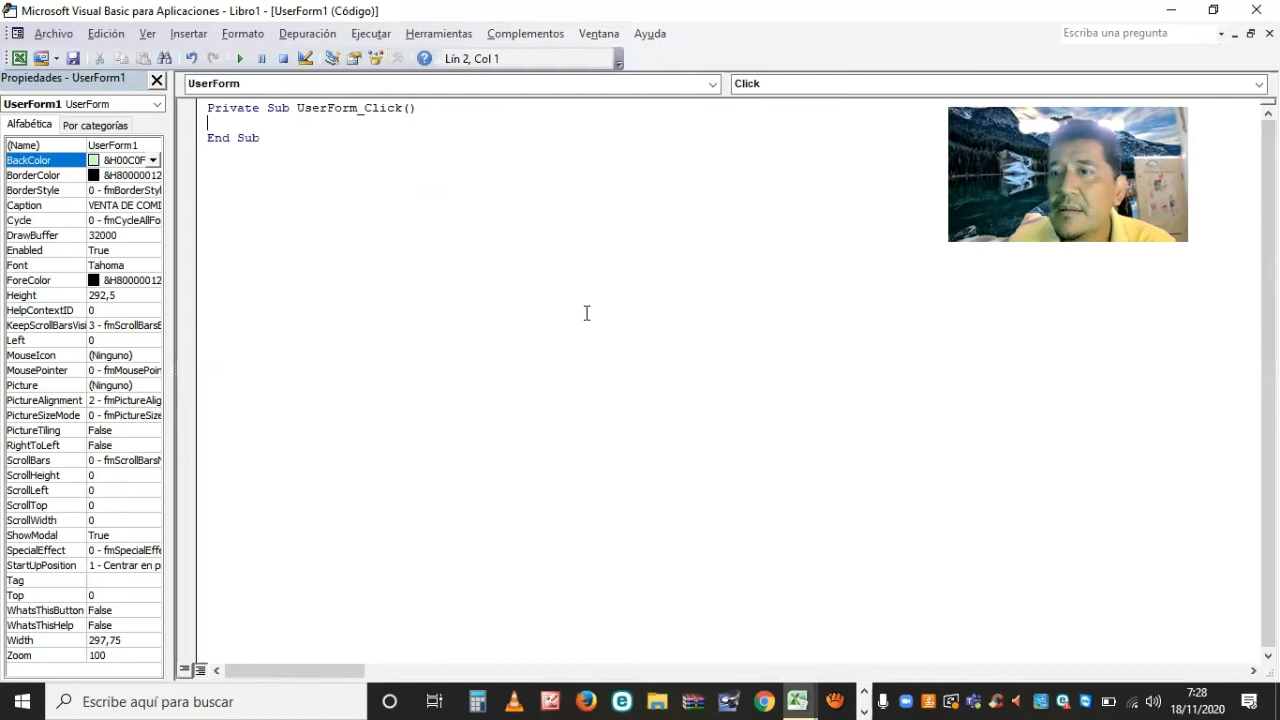 Microsoft Visual Basic para Aplicaciones - Libro1 - [UserForm1 (Código)]
Archivo Edición Ver Insertar Formato Depuración Ejecutar Herramientas Complementos Ventana Ayuda
Escriba una pregunta
Lín 2, Col 1
Propiedades - UserForm1
UserForm1 UserForm
Alfabética Por categorías
(Name) UserForm1
BackColor &H00C0F
BorderColor &H80000012
BorderStyle 0 - fmBorderStyl
Caption VENTA DE COMI
Cycle 0 - fmCycleAllFo
DrawBuffer 32000
Enabled True
Font Tahoma
ForeColor &H80000012
Height 292,5
HelpContextID 0
KeepScrollBarsVisi 3 - fmScrollBarsE
Left 0
MouseIcon (Ninguno)
MousePointer 0 - fmMousePoin
Picture (Ninguno)
PictureAlignment 2 - fmPictureAlig
PictureSizeMode 0 - fmPictureSize
PictureTiling False
RightToLeft False
ScrollBars 0 - fmScrollBarsN
ScrollHeight 0
ScrollLeft 0
ScrollTop 0
ScrollWidth 0
ShowModal True
SpecialEffect 0 - fmSpecialEffe
StartUpPosition 1 - Centrar en p
Tag
Top 0
WhatsThisButton False
WhatsThisHelp False
Width 297,75
Zoom 100
UserForm
Click
Private Sub UserForm_Click()
End Sub
Escribe aquí para buscar
7:28
18/11/2020